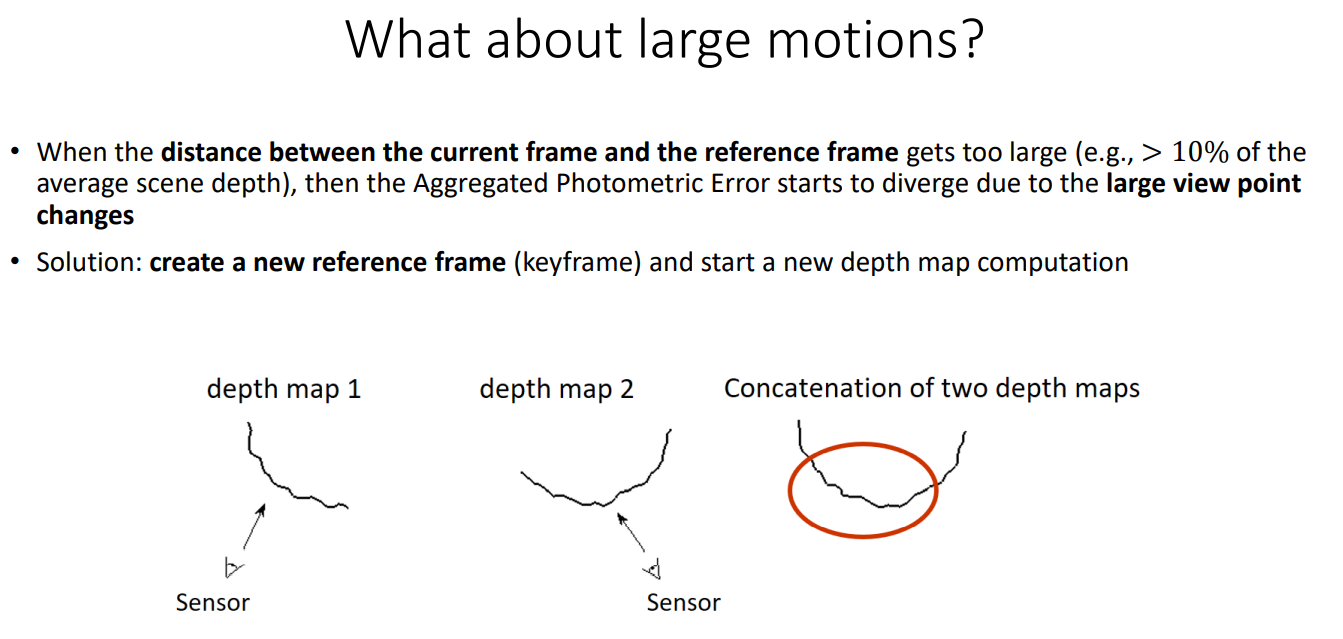 What about large motions?
• When the distance between the current frame and the reference frame gets too large (e.g., > 10% of the
average scene depth), then the Aggregated Photometric Error starts to diverge due to the large view point
changes
• Solution: create a new reference frame (keyframe) and start a new depth map computation
depth map 1
depth map 2
Concatenation of two depth maps
Sensor
Sensor